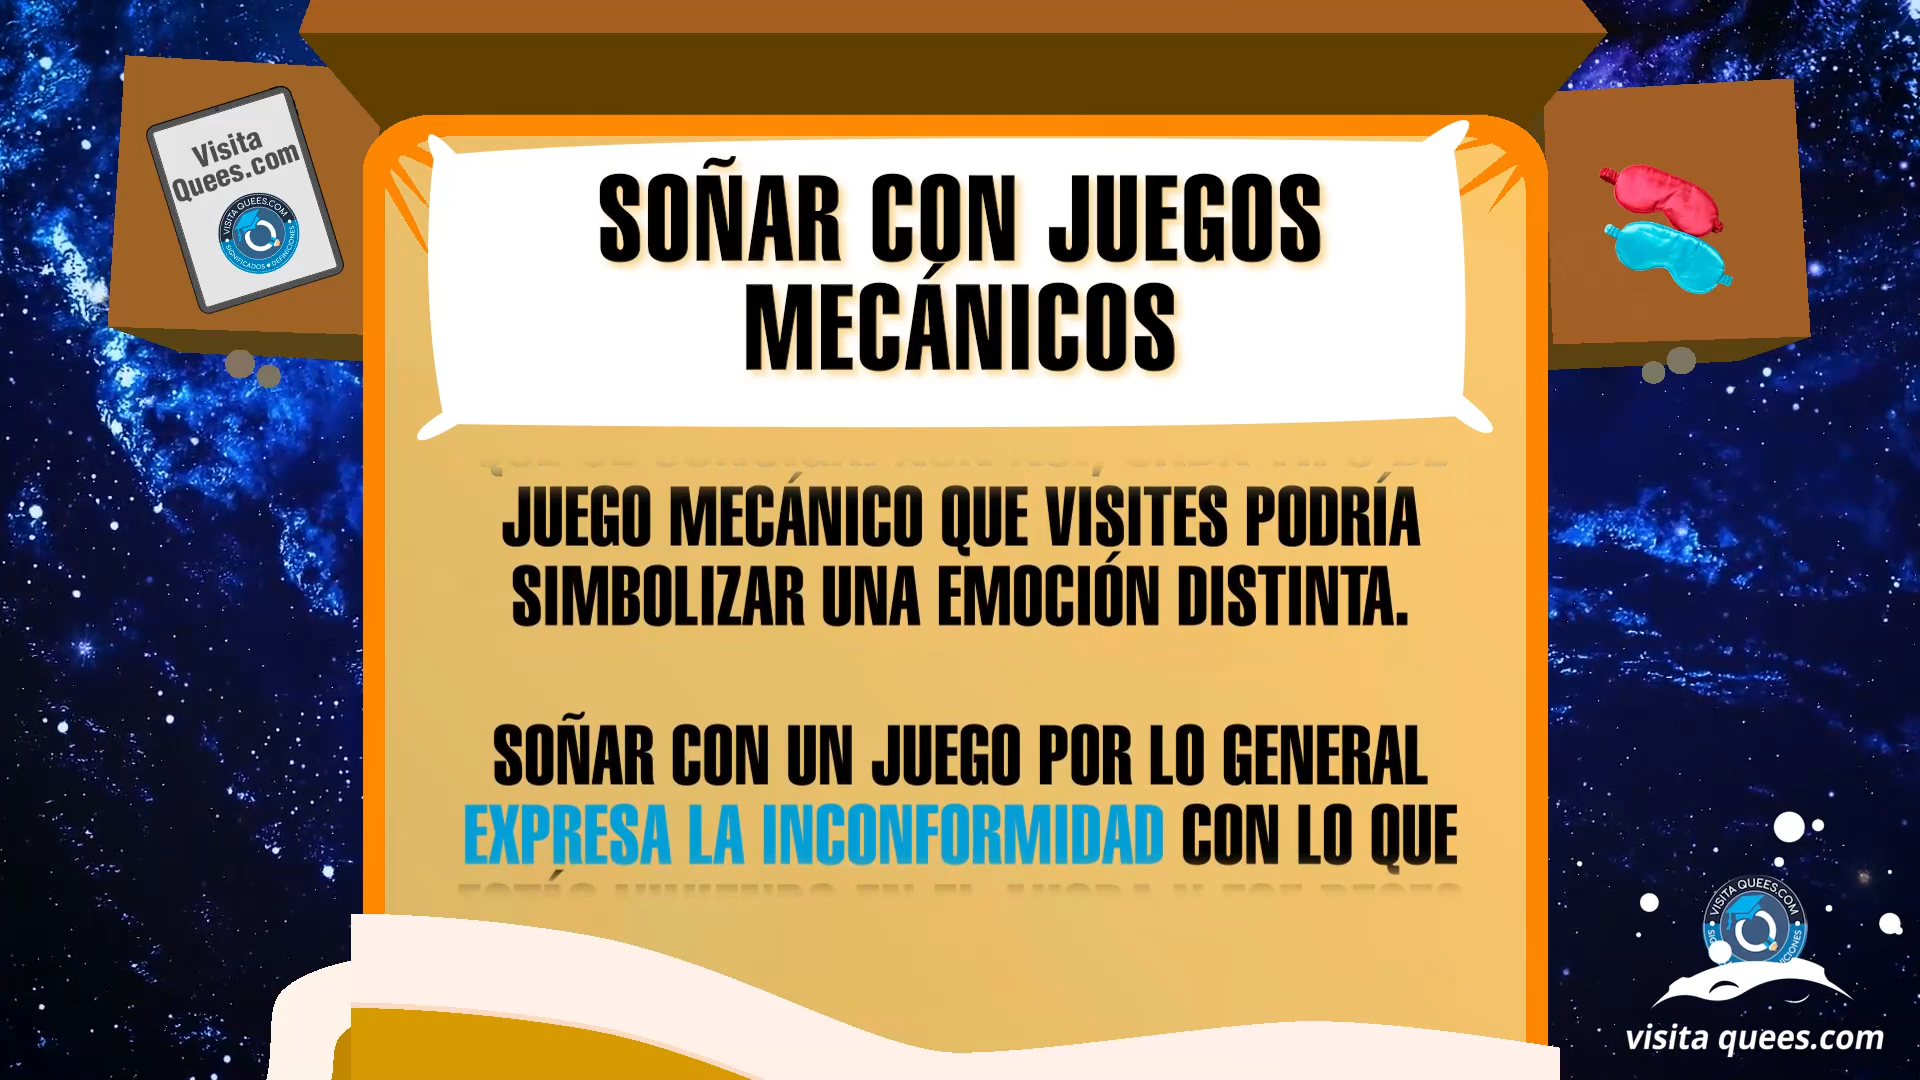 Visita
Quees.com
VISITA QUEES.COM
SIGNIFICADOS • DEFINICIONES
SOÑAR CON JUEGOS
MECÁNICOS
JUEGO MECÁNICO QUE VISITES PODRÍA
SIMBOLIZAR UNA EMOCIÓN DISTINTA.
SOÑAR CON UN JUEGO POR LO GENERAL
EXPRESA LA INCONFORMIDAD CON LO QUE
VISITA QUEES.COM
visita quees.com